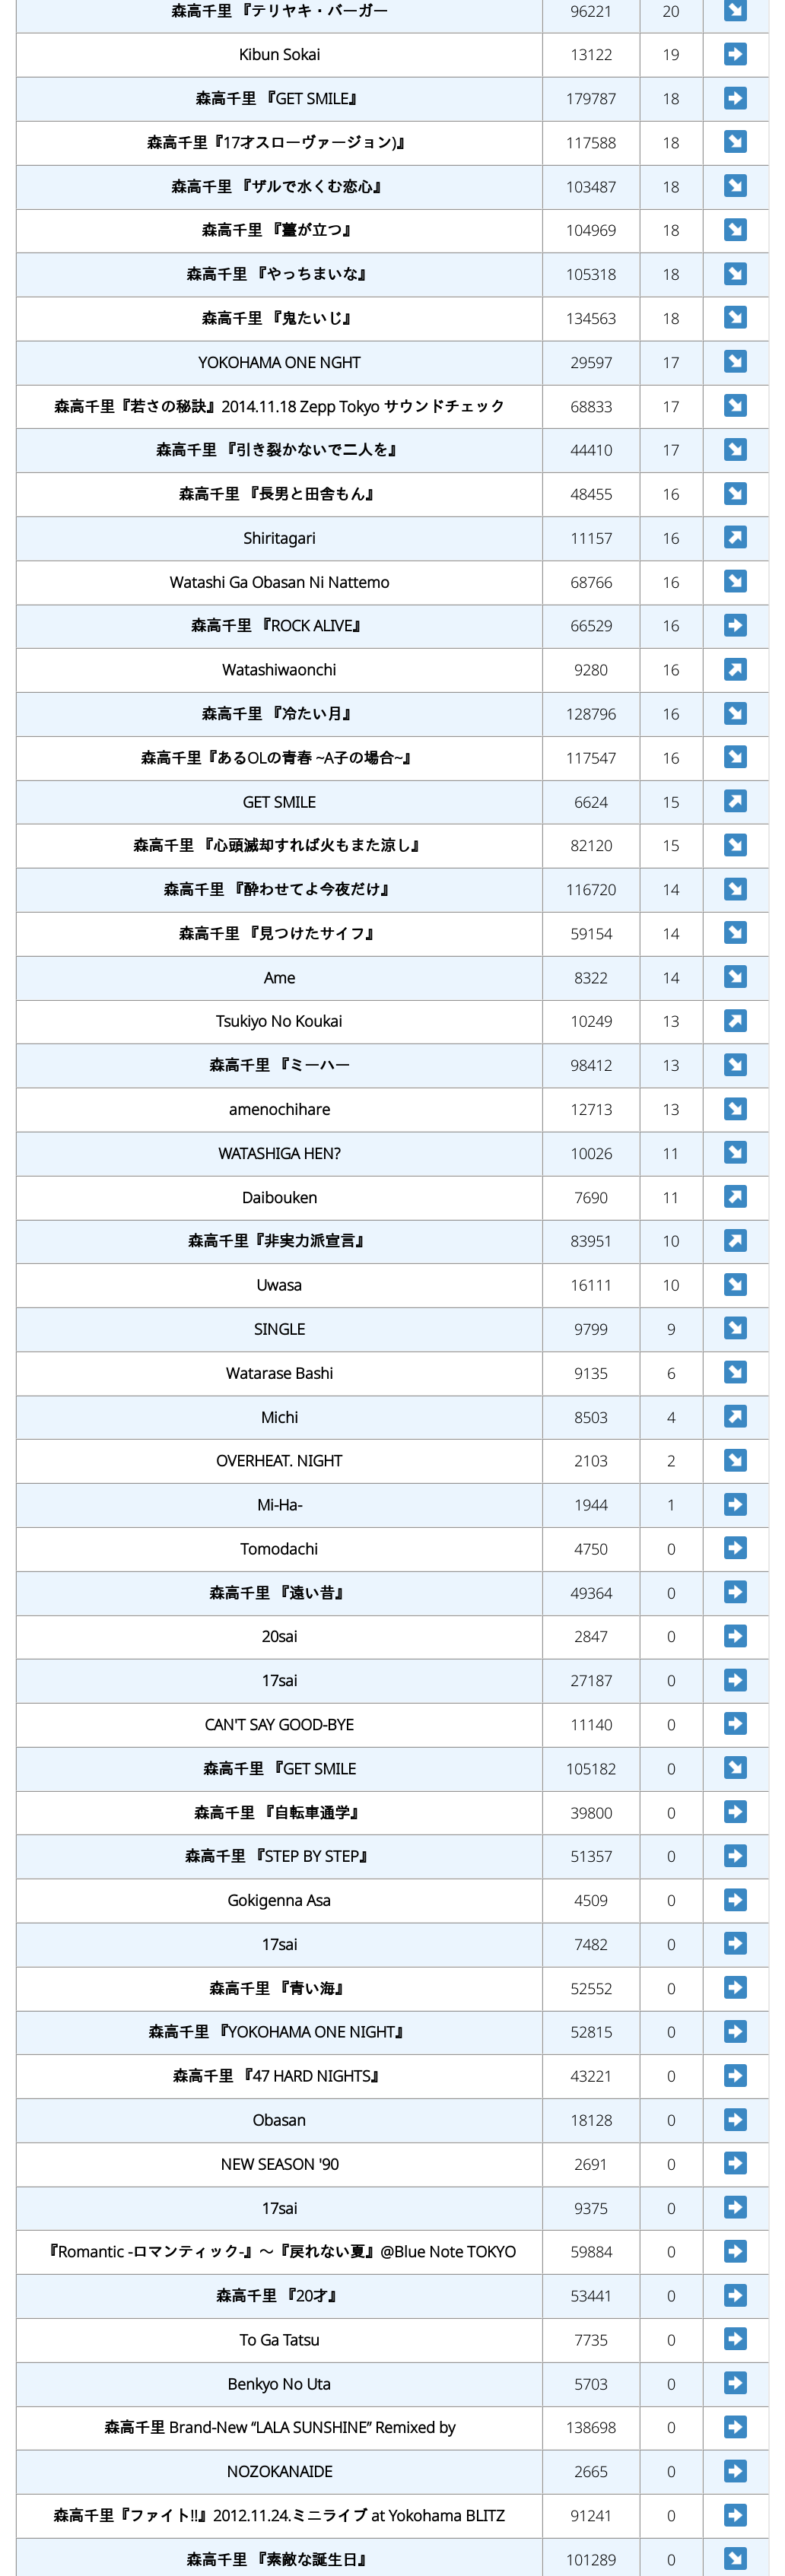 森高千里 『テリヤキ・バーガー 96221 20 ↘
Kibun Sokai 13122 19 ➡
森高千里 『GET SMILE』 179787 18 ➡
森高千里『17才スローヴァージョン)』 117588 18 ↘
森高千里 『ザルで水くむ恋心』 103487 18 ↘
森高千里 『薹が立つ』 104969 18 ↘
森高千里 『やっちまいな』 105318 18 ↘
森高千里 『鬼たいじ』 134563 18 ↘
YOKOHAMA ONE NGHT 29597 17 ↘
森高千里『若さの秘訣』2014.11.18 Zepp Tokyo サウンドチェック 68833 17 ↘
森高千里 『引き裂かないで二人を』 44410 17 ↘
森高千里 『長男と田舎もん』 48455 16 ↘
Shiritagari 11157 16 ↗
Watashi Ga Obasan Ni Nattemo 68766 16 ↘
森高千里 『ROCK ALIVE』 66529 16 ➡
Watashiwaonchi 9280 16 ↗
森高千里 『冷たい月』 128796 16 ↘
森高千里『あるOLの青春 ~A子の場合~』 117547 16 ↘
GET SMILE 6624 15 ↗
森高千里 『心頭滅却すれば火もまた涼し』 82120 15 ↘
森高千里 『酔わせてよ今夜だけ』 116720 14 ↘
森高千里 『見つけたサイフ』 59154 14 ↘
Ame 8322 14 ↘
Tsukiyo No Koukai 10249 13 ↗
森高千里 『ミーハー 98412 13 ↘
amenochihare 12713 13 ↘
WATASHIGA HEN? 10026 11 ↘
Daibouken 7690 11 ↗
森高千里『非実力派宣言』 83951 10 ↗
Uwasa 16111 10 ↘
SINGLE 9799 9 ↘
Watarase Bashi 9135 6 ↘
Michi 8503 4 ↗
OVERHEAT. NIGHT 2103 2 ↘
Mi-Ha- 1944 1 ➡
Tomodachi 4750 0 ➡
森高千里 『遠い昔』 49364 0 ➡
20sai 2847 0 ➡
17sai 27187 0 ➡
CAN'T SAY GOOD-BYE 11140 0 ➡
森高千里 『GET SMILE 105182 0 ↘
森高千里 『自転車通学』 39800 0 ➡
森高千里 『STEP BY STEP』 51357 0 ➡
Gokigenna Asa 4509 0 ➡
17sai 7482 0 ➡
森高千里 『青い海』 52552 0 ➡
森高千里 『YOKOHAMA ONE NIGHT』 52815 0 ➡
森高千里 『47 HARD NIGHTS』 43221 0 ➡
Obasan 18128 0 ➡
NEW SEASON '90 2691 0 ➡
17sai 9375 0 ➡
『Romantic -ロマンティック-』〜『戻れない夏』@Blue Note TOKYO 59884 0 ➡
森高千里 『20才』 53441 0 ➡
To Ga Tatsu 7735 0 ➡
Benkyo No Uta 5703 0 ➡
森高千里 Brand-New “LALA SUNSHINE” Remixed by 138698 0 ➡
NOZOKANAIDE 2665 0 ➡
森高千里『ファイト!!』2012.11.24.ミニライブ at Yokohama BLITZ 91241 0 ➡
森高千里 『素敵な誕生日』 101289 0 ↘